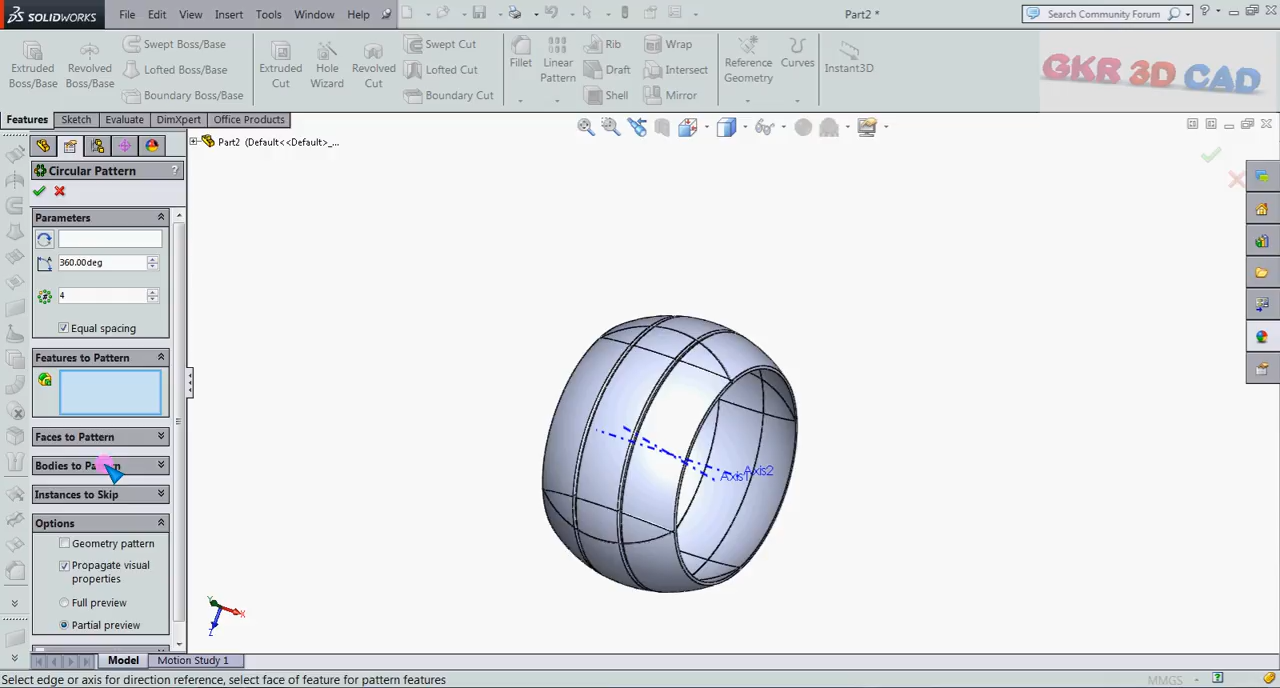 SOLIDWORKS File Edit View Insert Tools Window Help Part2 * Search Community Forum
Extruded Boss/Base
Revolved Boss/Base
Swept Boss/Base
Lofted Boss/Base
Boundary Boss/Base
Extruded Cut
Hole Wizard
Revolved Cut
Swept Cut
Lofted Cut
Boundary Cut
Fillet
Linear Pattern
Rib
Draft
Shell
Wrap
Intersect
Mirror
Reference Geometry
Curves
Instant3D
GKR 3D CAD
Features Sketch Evaluate DimXpert Office Products
Part2 (Default<<Default>_...
Circular Pattern ?
Parameters
360.00deg
4
Equal spacing
Features to Pattern
Faces to Pattern
Bodies to
Instances to Skip
Options
Geometry pattern
Propagate visual
properties
Full preview
Partial preview
Axis2
Y
X
Z
Model Motion Study 1
Select edge or axis for direction reference, select face of feature for pattern features MMGS